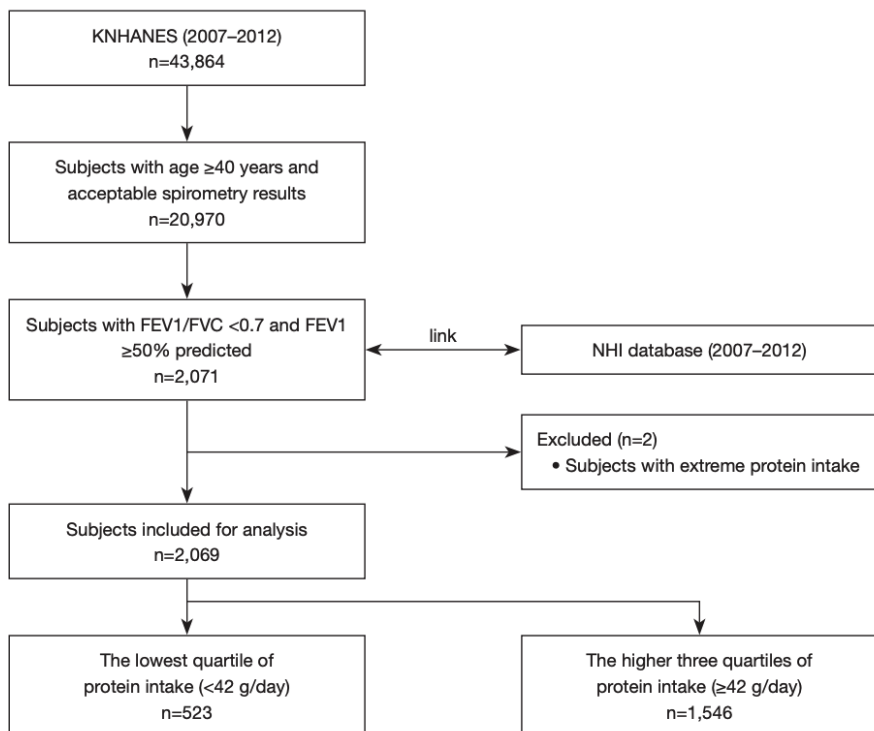 KNHANES (2007–2012)
n=43,864
Subjects with age ≥40 years and
acceptable spirometry results
n=20,970
Subjects with FEV1/FVC <0.7 and FEV1
≥50% predicted
n=2,071
link
NHI database (2007–2012)
Excluded (n=2)
• Subjects with extreme protein intake
Subjects included for analysis
n=2,069
The lowest quartile of
protein intake (<42 g/day)
n=523
The higher three quartiles of
protein intake (≥42 g/day)
n=1,546